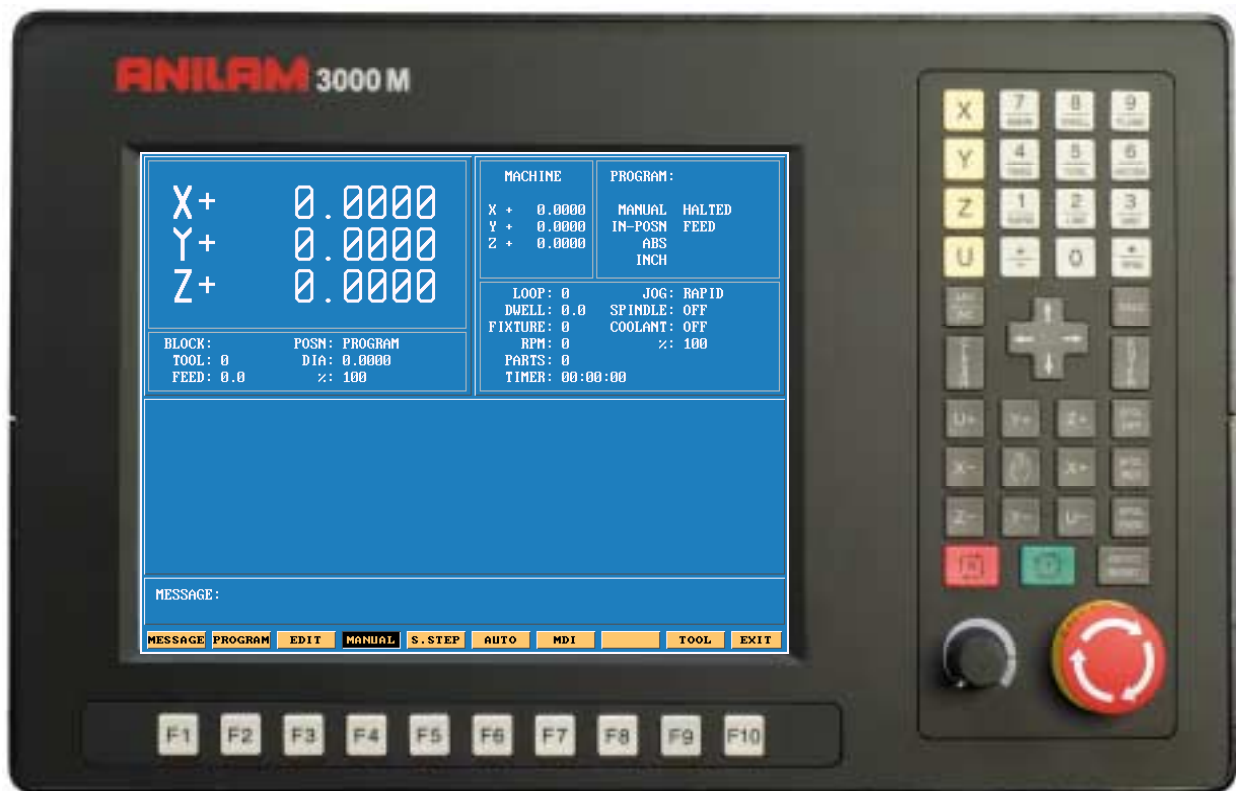 ANILAM 3000 M
X+ 0.0000
Y+ 0.0000
Z+ 0.0000
BLOCK: POSN: PROGRAM
TOOL: 0 DIA: 0.0000
FEED: 0.0 %: 100
MACHINE
X + 0.0000
Y + 0.0000
Z + 0.0000
PROGRAM:
MANUAL HALTED
IN-POSN FEED
ABS
INCH
LOOP: 0 JOG: RAPID
DWELL: 0.0 SPINDLE: OFF
FIXTURE: 0 COOLANT: OFF
RPM: 0 %: 100
PARTS: 0
TIMER: 00:00:00
MESSAGE:
MESSAGE PROGRAM EDIT MANUAL S.STEP AUTO MDI TOOL EXIT
F1 F2 F3 F4 F5 F6 F7 F8 F9 F10
X 7 8 9
Y 4 5 6
Z 1 2 3
U 0
U+ Y+ Z+
X- X+
Z- Y- U-